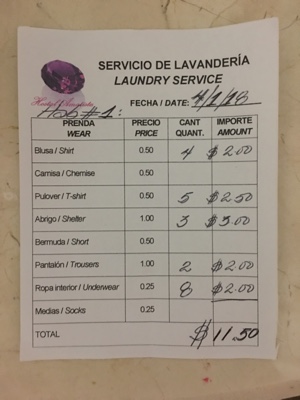 SERVICIO DE LAVANDERÍA
LAUNDRY SERVICE
Hostal Amatista
Hab #1:
FECHA / DATE: 4/1/18
PRENDA WEAR PRECIO PRICE CANT QUANT. IMPORTE AMOUNT
Blusa / Shirt 0.50 4 $2.00
Camisa / Chemise 0.50
Pulover / T-shirt 0.50 5 $2.50
Abrigo / Shelter 1.00 3 $3.00
Bermuda / Short 0.50
Pantalón / Trousers 1.00 2 $2.00
Ropa interior / Underwear 0.25 8 $2.00
Medias / Socks 0.25
TOTAL $11.50